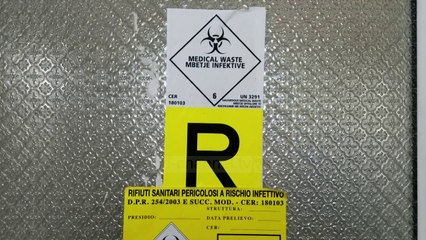 MEDICAL WASTE
MBETJE INFEKTIVE
6
CER
180103
UN 3291
R
RIFIUTI SANITARI PERICOLOSI A RISCHIO INFETTIVO
D.P.R. 254/2003 E SUCC. MOD. - CER: 180103
STRUTTURA:
PRESIDIO:
DATA PRELIEVO:
CER: